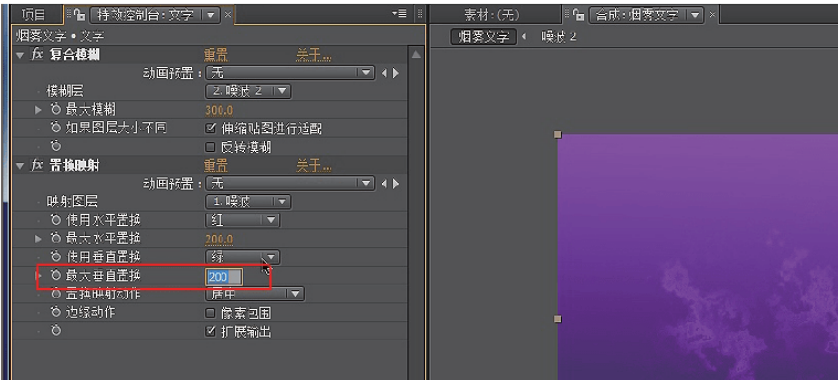 项目 特效控制台:文字
素材:(无) 合成:烟雾文字
烟雾文字 • 文字
烟雾文字 噪波 2
fx 复合模糊 重置 关于...
动画预置: 无
模糊层 2.噪波 2
最大模糊 300.0
如果图层大小不同 伸缩贴图进行适配
反转模糊
fx 置换映射 重置 关于...
动画预置: 无
映射图层 1.噪波
使用水平置换 红
最大水平置换 200.0
使用垂直置换 绿
最大垂直置换 200
置换映射动作 居中
边缘动作 像素包围
扩展输出